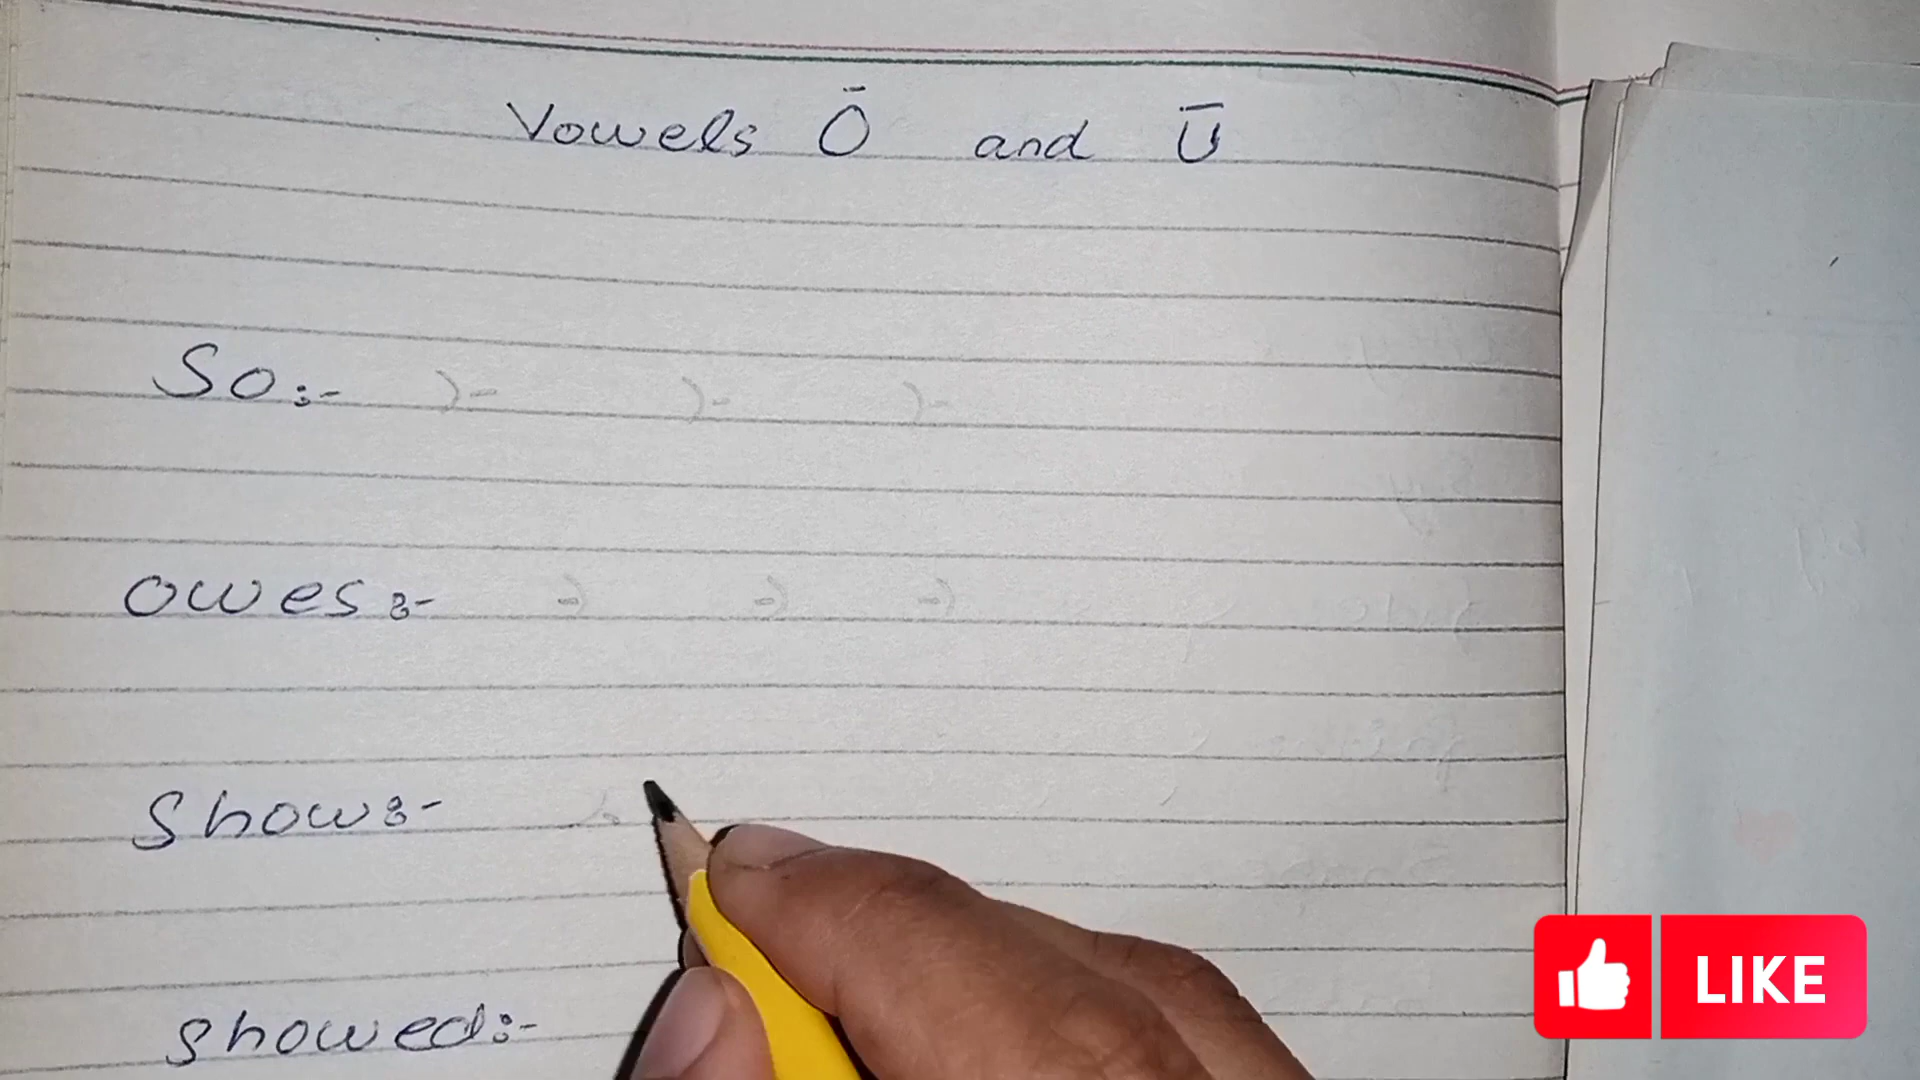 Vowels Ō and Ū
So:-
owes:-
Show:-
showed:-
LIKE